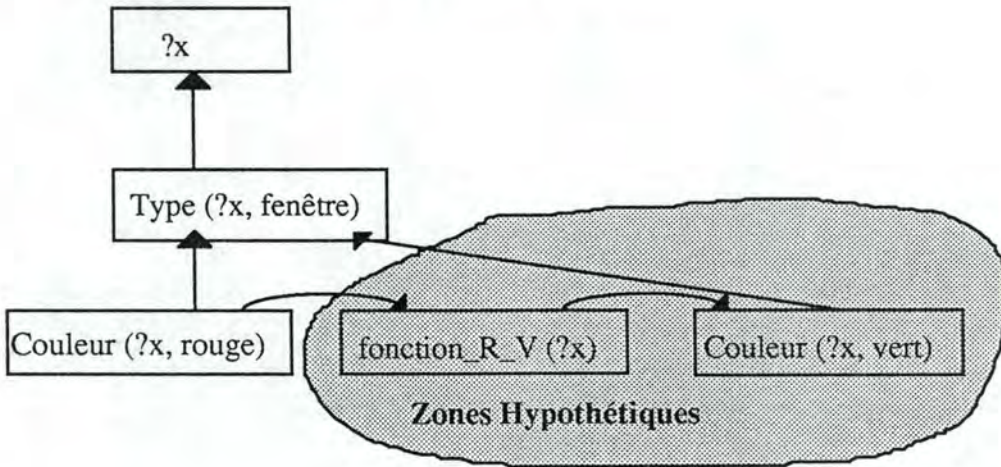 ?x
Type (?x, fenêtre)
Couleur (?x, rouge)
fonction_R_V (?x)
Couleur (?x, vert)
Zones Hypothétiques